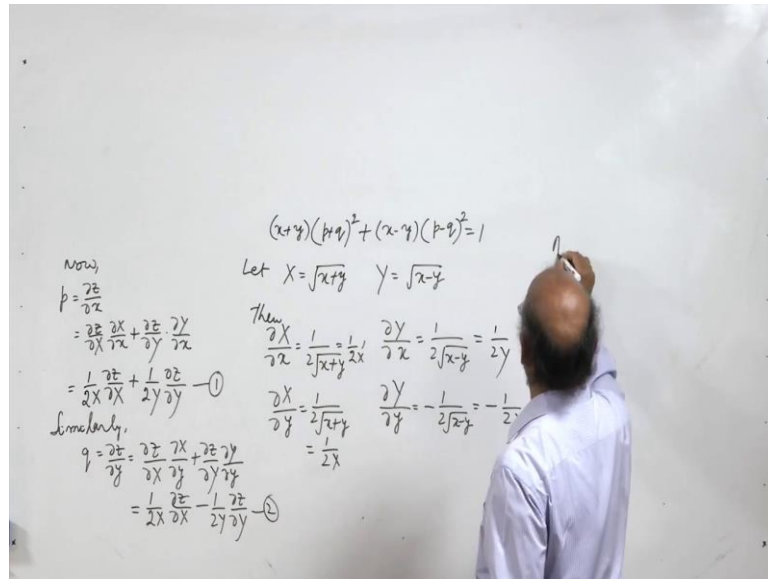 (x+y)(p+q)²+(x-y)(p-q)²=1
Let X=√x+y Y=√x-y
Then
∂X/∂x = 1/2√x+y = 1/2X ∂Y/∂x = 1/2√x-y = 1/2Y
∂X/∂y = 1/2√x+y ∂Y/∂y = -1/2√x-y = -1/2
= 1/2X
Now,
p = ∂z/∂x
= ∂z/∂X ∂X/∂x + ∂z/∂Y ∂Y/∂x
= 1/2X ∂z/∂X + 1/2Y ∂z/∂Y —①
Similarly,
q = ∂z/∂y = ∂z/∂X ∂X/∂y + ∂z/∂Y ∂Y/∂y
= 1/2X ∂z/∂X - 1/2Y ∂z/∂Y —②